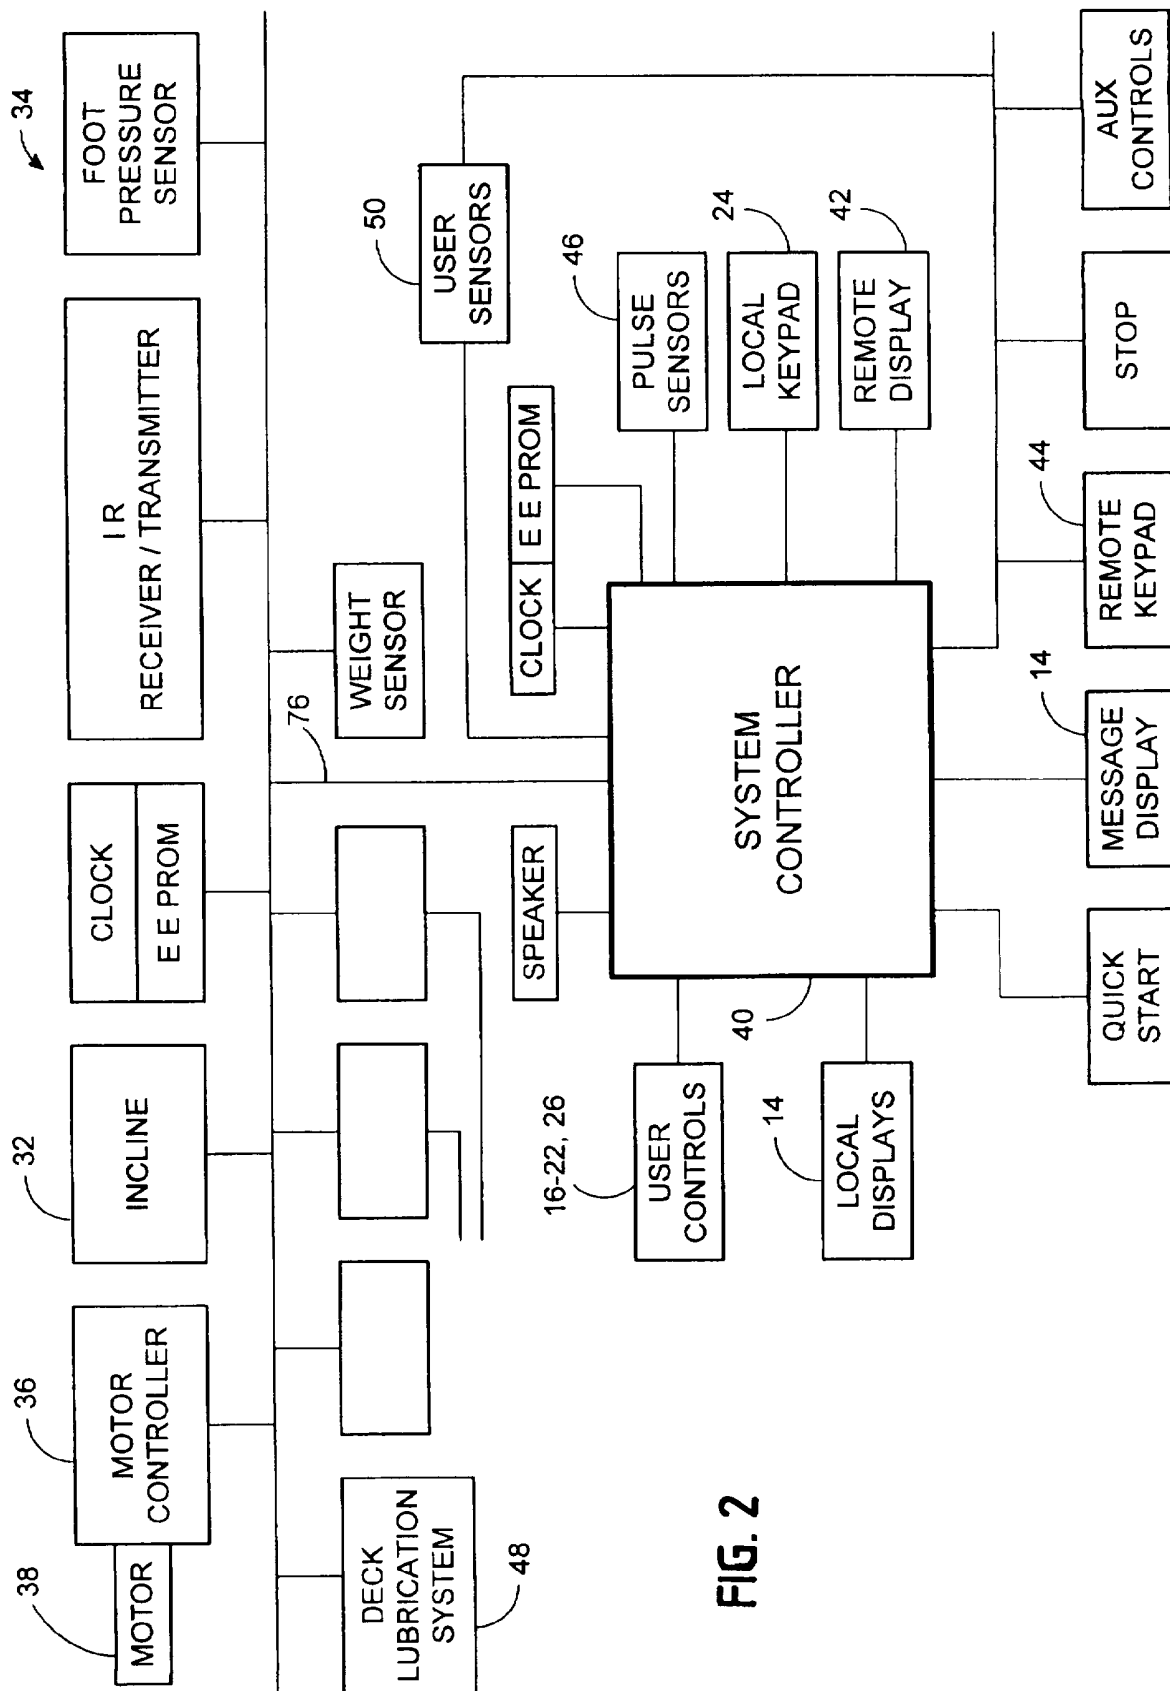 38
MOTOR
36
MOTOR
CONTROLLER
32
INCLINE
CLOCK
E E PROM
I R
RECEIVER / TRANSMITTER
34
FOOT
PRESSURE
SENSOR
DECK
LUBRICATION
SYSTEM
48
76
WEIGHT
SENSOR
50
USER
SENSORS
SPEAKER
CLOCK
E E PROM
16-22, 26
USER
CONTROLS
14
LOCAL
DISPLAYS
40
SYSTEM
CONTROLLER
46
PULSE
SENSORS
24
LOCAL
KEYPAD
42
REMOTE
DISPLAY
QUICK
START
14
MESSAGE
DISPLAY
44
REMOTE
KEYPAD
STOP
AUX
CONTROLS
FIG. 2